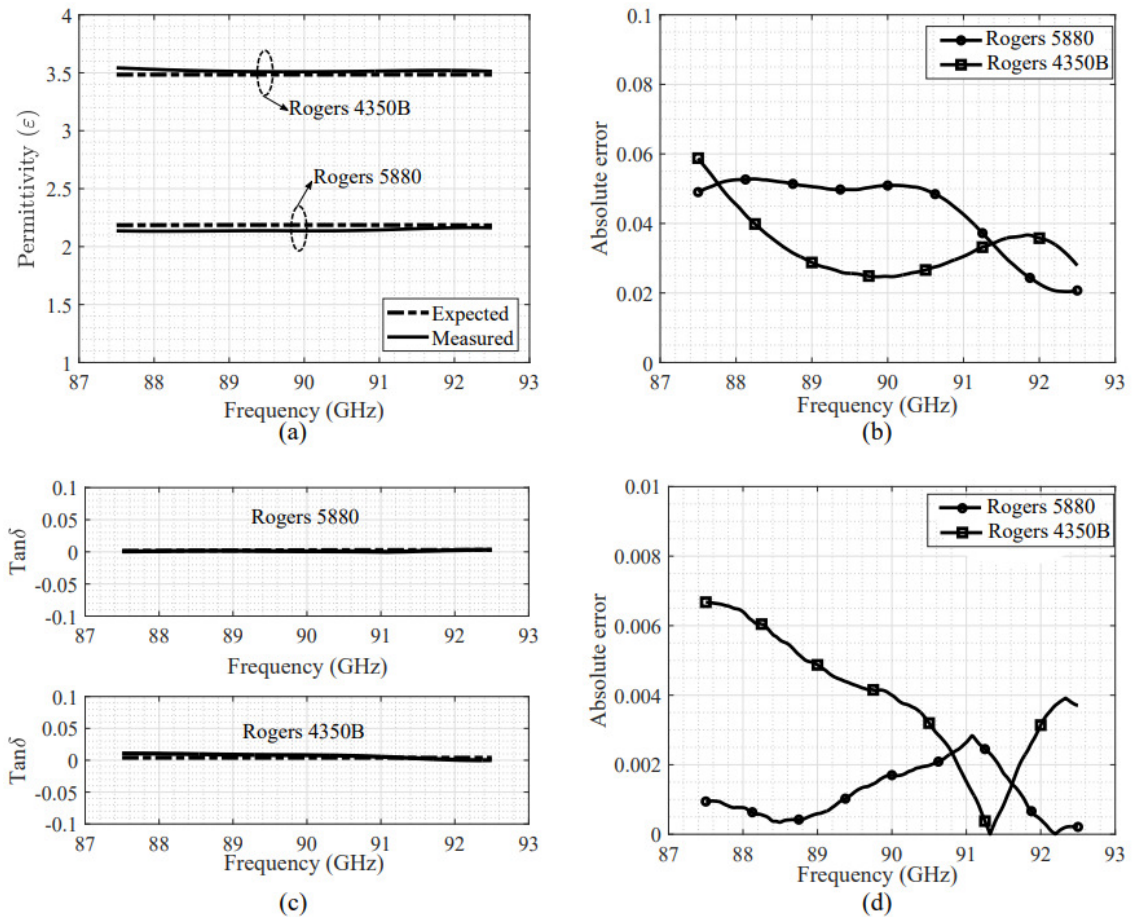 4
3.5
3
2.5
2
1.5
1
Permittivity (ε)
Rogers 4350B
Rogers 5880
Expected
Measured
87 88 89 90 91 92 93
Frequency (GHz)
(a)
0.1
0.08
0.06
0.04
0.02
0
Absolute error
Rogers 5880
Rogers 4350B
87 88 89 90 91 92 93
Frequency (GHz)
(b)
0.1
0.05
0
-0.05
-0.1
Tanδ
Rogers 5880
87 88 89 90 91 92 93
Frequency (GHz)
0.1
0.05
0
-0.05
-0.1
Tanδ
Rogers 4350B
87 88 89 90 91 92 93
Frequency (GHz)
(c)
0.01
0.008
0.006
0.004
0.002
0
Absolute error
Rogers 5880
Rogers 4350B
87 88 89 90 91 92 93
Frequency (GHz)
(d)